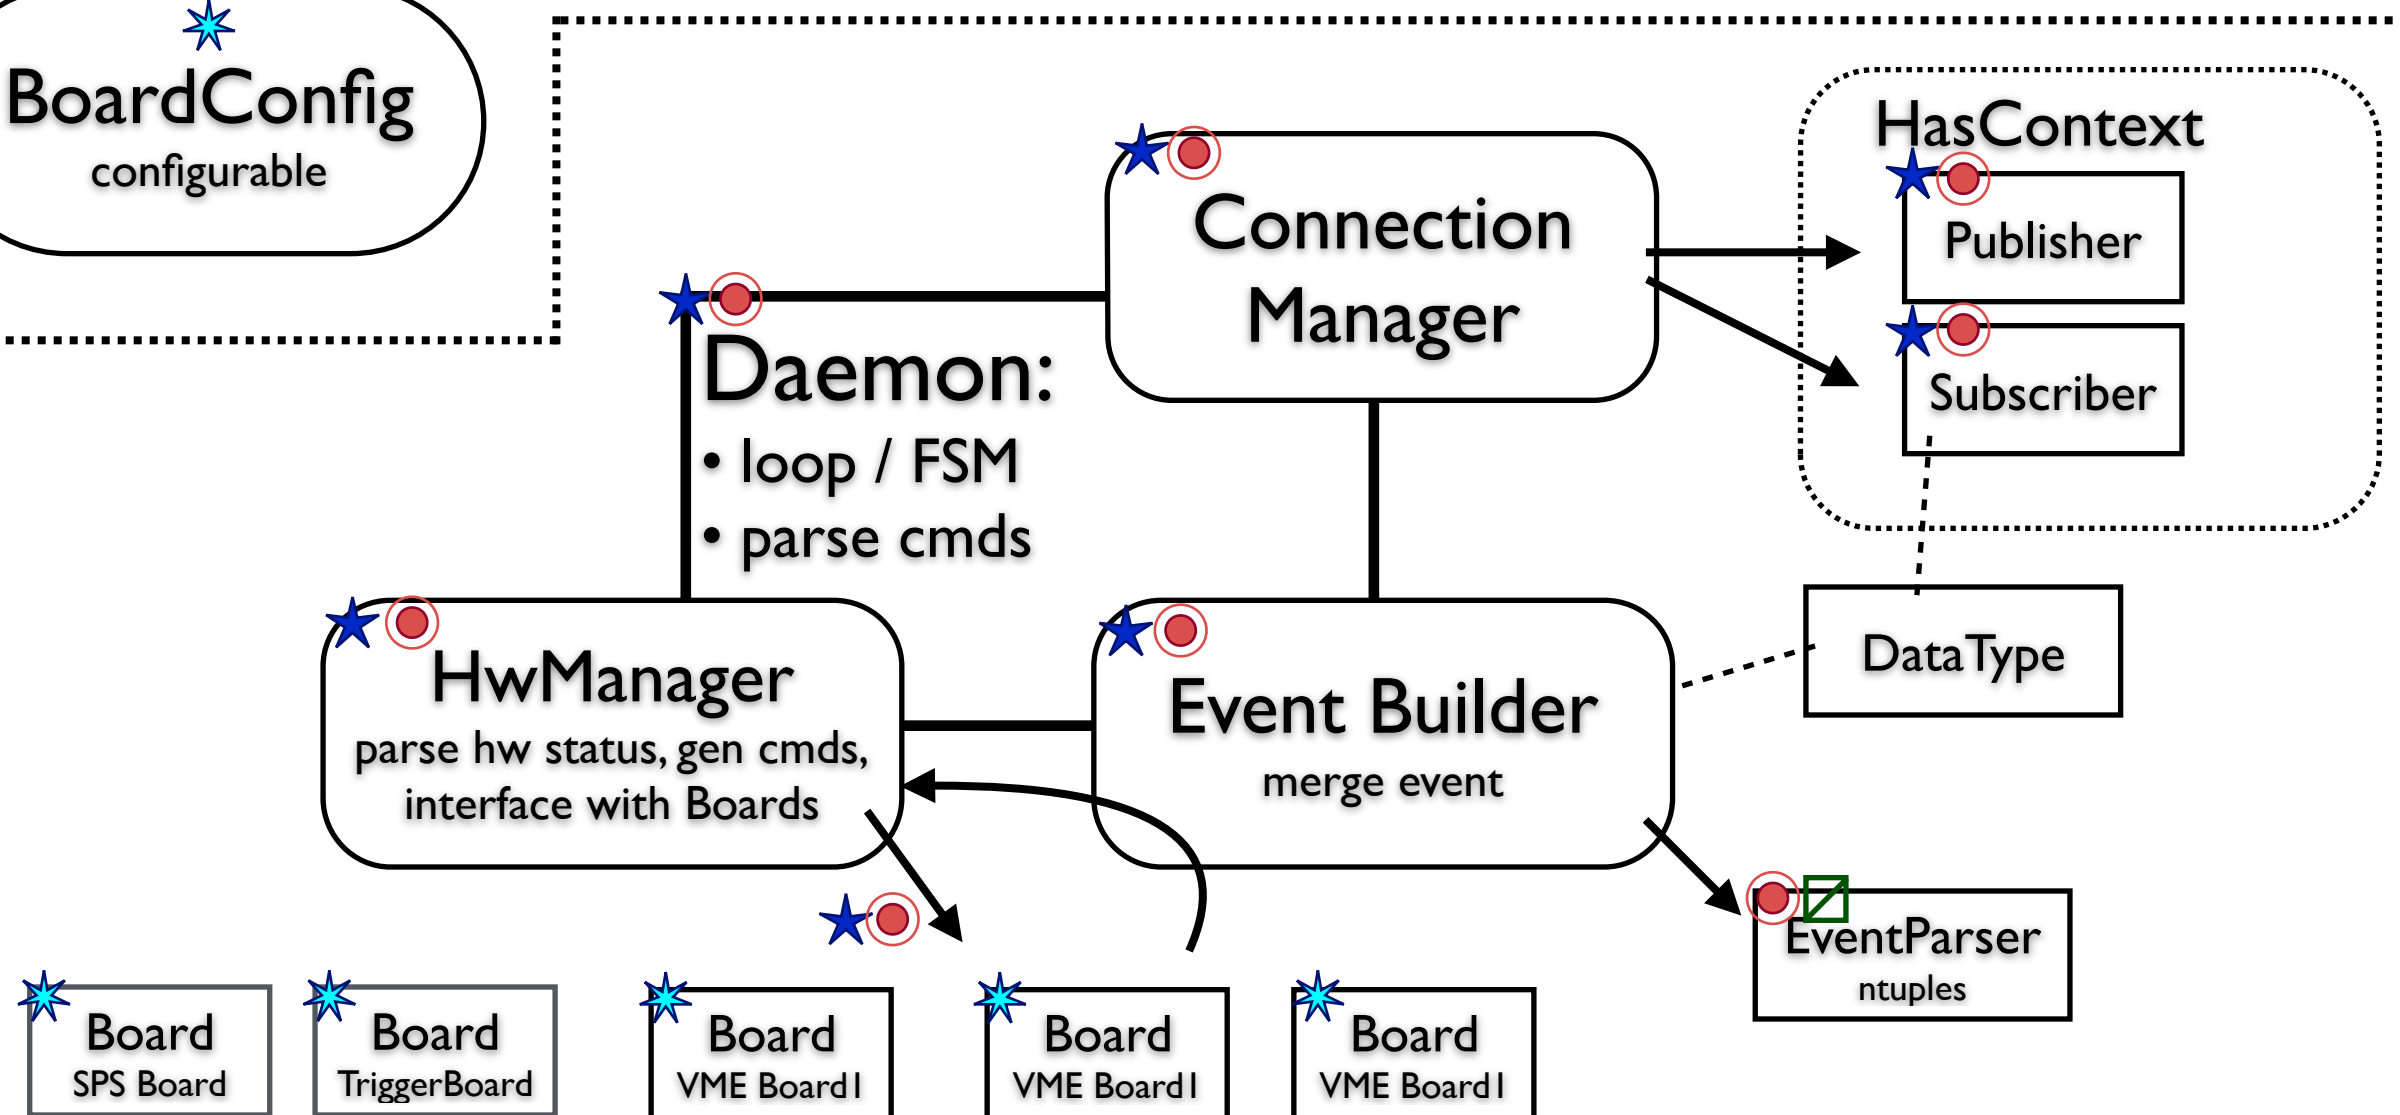 BoardConfig
configurable
HasContext
Publisher
Subscriber
Connection
Manager
Daemon:
• loop / FSM
• parse cmds
DataType
HwManager
parse hw status, gen cmds,
interface with Boards
Event Builder
merge event
EventParser
ntuples
Board
SPS Board
Board
TriggerBoard
Board
VME Board1
Board
VME Board1
Board
VME Board1